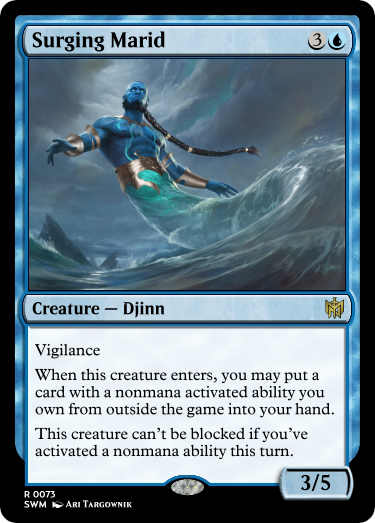 Surging Marid 3
Creature — Djinn
Vigilance
When this creature enters, you may put a
card with a nonmana activated ability you
own from outside the game into your hand.
This creature can't be blocked if you've
activated a nonmana ability this turn.
3/5
R 0073
SWM Ari Targownik